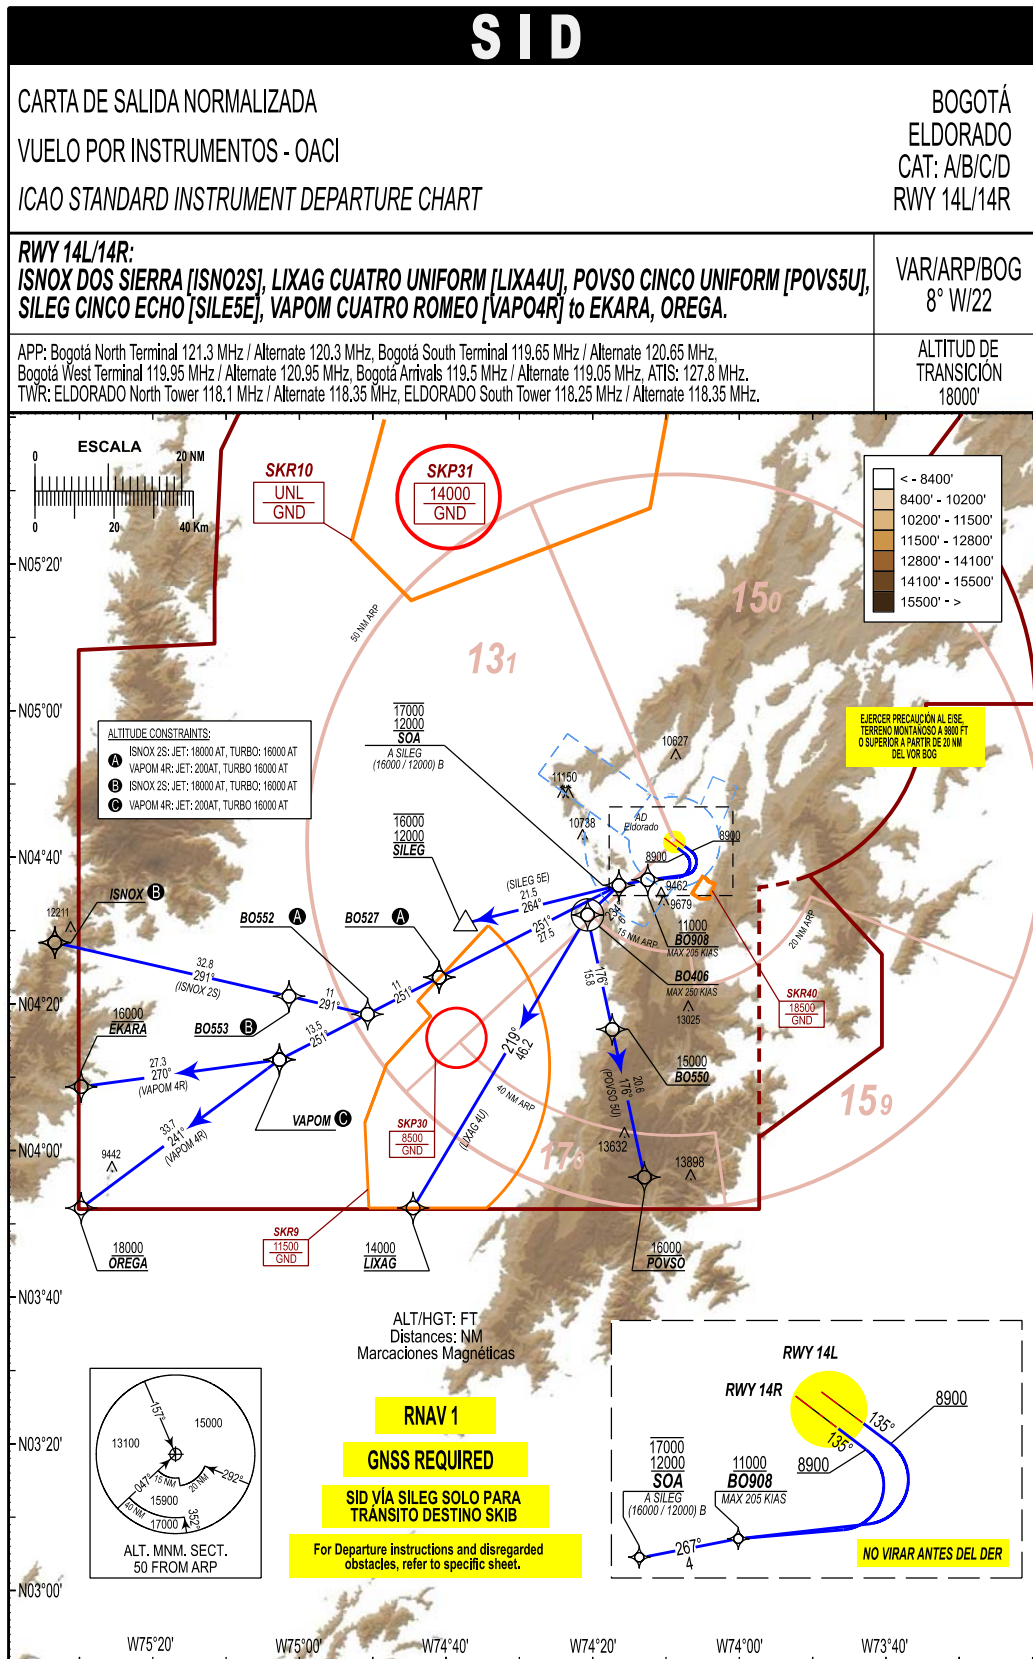 SID
CARTA DE SALIDA NORMALIZADA
VUELO POR INSTRUMENTOS - OACI
ICAO STANDARD INSTRUMENT DEPARTURE CHART
BOGOTÁ
ELDORADO
CAT: A/B/C/D
RWY 14L/14R
RWY 14L/14R:
ISNOX DOS SIERRA [ISNO2S], LIXAG CUATRO UNIFORM [LIXA4U], POVSO CINCO UNIFORM [POVS5U],
SILEG CINCO ECHO [SILE5E], VAPOM CUATRO ROMEO [VAPO4R] to EKARA, OREGA.
VAR/ARP/BOG
8° W/22
APP: Bogotá North Terminal 121.3 MHz / Alternate 120.3 MHz, Bogotá South Terminal 119.65 MHz / Alternate 120.65 MHz,
Bogotá West Terminal 119.95 MHz / Alternate 120.95 MHz, Bogotá Arrivals 119.5 MHz / Alternate 119.05 MHz, ATIS: 127.8 MHz.
TWR: ELDORADO North Tower 118.1 MHz / Alternate 118.35 MHz, ELDORADO South Tower 118.25 MHz / Alternate 118.35 MHz.
ALTITUD DE
TRANSICIÓN
18000'
ESCALA
0 20 NM
0 20 40 Km
SKR10
UNL
GND
SKP31
14000
GND
< - 8400'
8400' - 10200'
10200' - 11500'
11500' - 12800'
12800' - 14100'
14100' - 15500'
15500' - >
N05°20'
50 NM ARP
150
131
N05°00'
17000
12000
SOA
A SILEG
(16000 / 12000) B
EJERCER PRECAUCIÓN AL E/SE,
TERRENO MONTAÑOSO A 9800 FT
O SUPERIOR A PARTIR DE 20 NM
DEL VOR BOG
ALTITUDE CONSTRAINTS:
A ISNOX 2S: JET: 18000 AT, TURBO: 16000 AT
VAPOM 4R: JET: 200AT, TURBO 16000 AT
B ISNOX 2S: JET: 18000 AT, TURBO: 16000 AT
C VAPOM 4R: JET: 200AT, TURBO 16000 AT
10627
11150
10738
16000
12000
SILEG
AD
Eldorado
8900
8900
N04°40'
(SILEG 5E)
21.5
264°
9462
9679
ISNOX B
12211
BO552 A
BO527 A
251°
27.5
234°
15 NM ARP
11000
BO908
MAX 205 KIAS
20 NM ARP
BO406
MAX 250 KIAS
32.8
291°
(ISNOX 2S)
11
291°
11
251°
176°
15.8
SKR40
18500
GND
13025
N04°20'
16000
EKARA
BO553 B
13.5
251°
219°
46.2
15000
BO550
27.3
270°
(VAPOM 4R)
20.6
176°
(POVSO 5U)
40 NM ARP
159
VAPOM C
33.7
241°
(VAPOM 4R)
SKP30
8500
GND
(LIXAG 4U)
13632
13898
N04°00'
9442
SKR9
11500
GND
18000
OREGA
14000
LIXAG
16000
POVSO
N03°40'
ALT/HGT: FT
Distances: NM
Marcaciones Magnéticas
RWY 14L
RWY 14R
135°
135°
8900
8900
17000
12000
SOA
A SILEG
(16000 / 12000) B
11000
BO908
MAX 205 KIAS
267°
4
NO VIRAR ANTES DEL DER
157°
15000
13100
047°
15 NM
20 NM
292°
40 NM
15900
17000
352°
ALT. MNM. SECT.
50 FROM ARP
RNAV 1
GNSS REQUIRED
SID VÍA SILEG SOLO PARA
TRÁNSITO DESTINO SKIB
For Departure instructions and disregarded
obstacles, refer to specific sheet.
N03°20'
N03°00'
W75°20' W75°00' W74°40' W74°20' W74°00' W73°40'